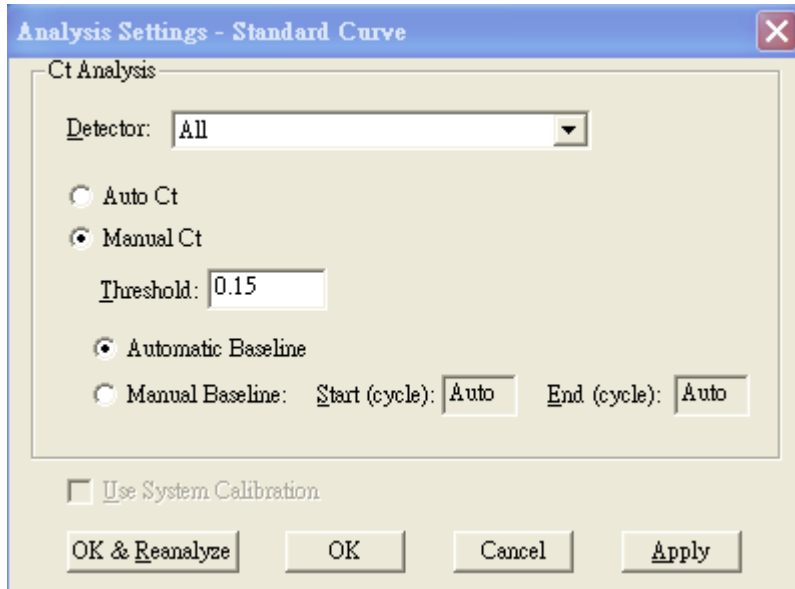 Analysis Settings - Standard Curve
Ct Analysis
Detector: All
Auto Ct
Manual Ct
Threshold: 0.15
Automatic Baseline
Manual Baseline: Start (cycle): Auto End (cycle): Auto
Use System Calibration
OK & Reanalyze OK Cancel Apply